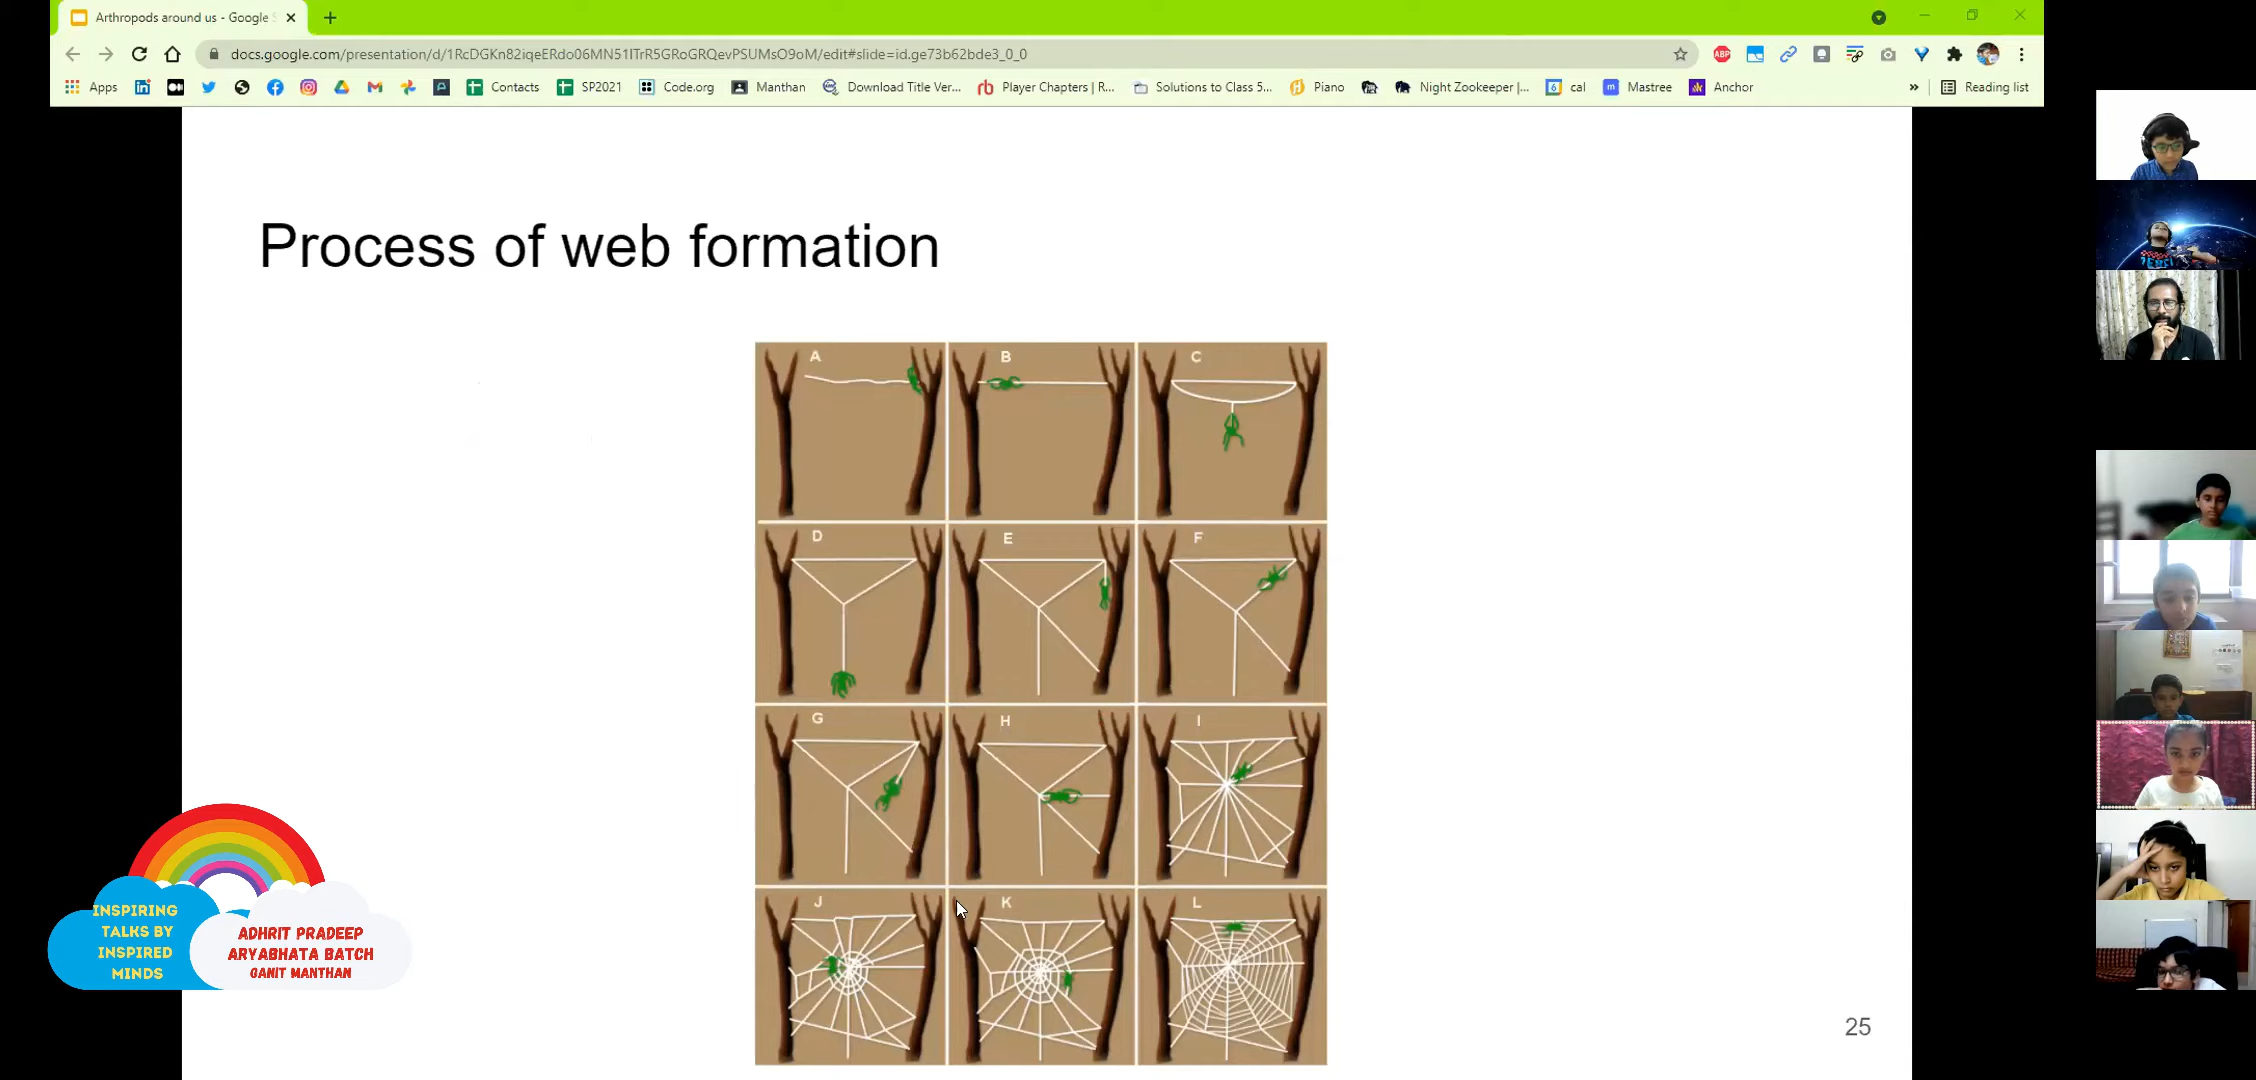 Arthropods around us - Google S
docs.google.com/presentation/d/1RcDGKn82iqeERdo06MN51lTrR5GRoGRQevPSUMsO9oM/edit#slide=id.ge73b62bde3_0_0
ABP
Apps Contacts SP2021 Code.org Manthan Download Title Ver... Player Chapters | R... Solutions to Class 5... Piano Night Zookeeper |... cal Mastree Anchor » Reading list
Process of web formation
A B C
D E F
G H I
J K L
INSPIRING
TALKS BY
INSPIRED
MINDS
ADHRIT PRADEEP
ARYABHATA BATCH
GANIT MANTHAN
25